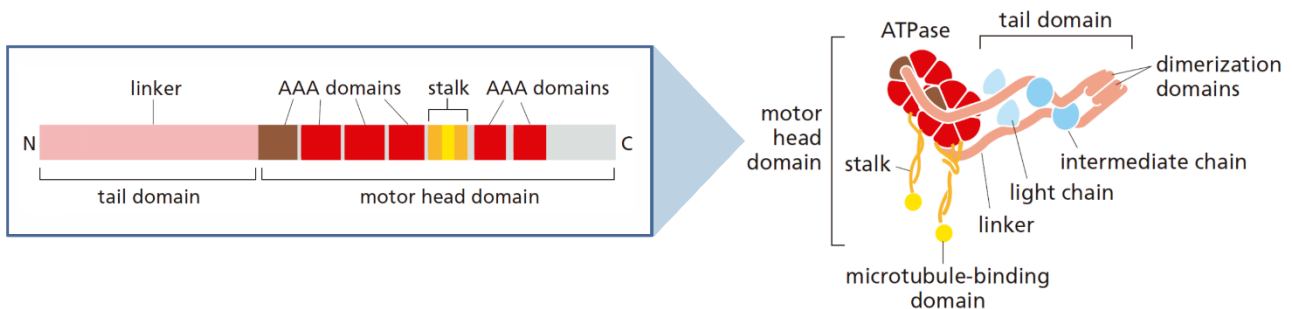 linker
AAA domains
stalk
AAA domains
N
C
tail domain
motor head domain
ATPase
tail domain
dimerization
domains
motor
head
domain
stalk
intermediate chain
light chain
linker
microtubule-binding
domain